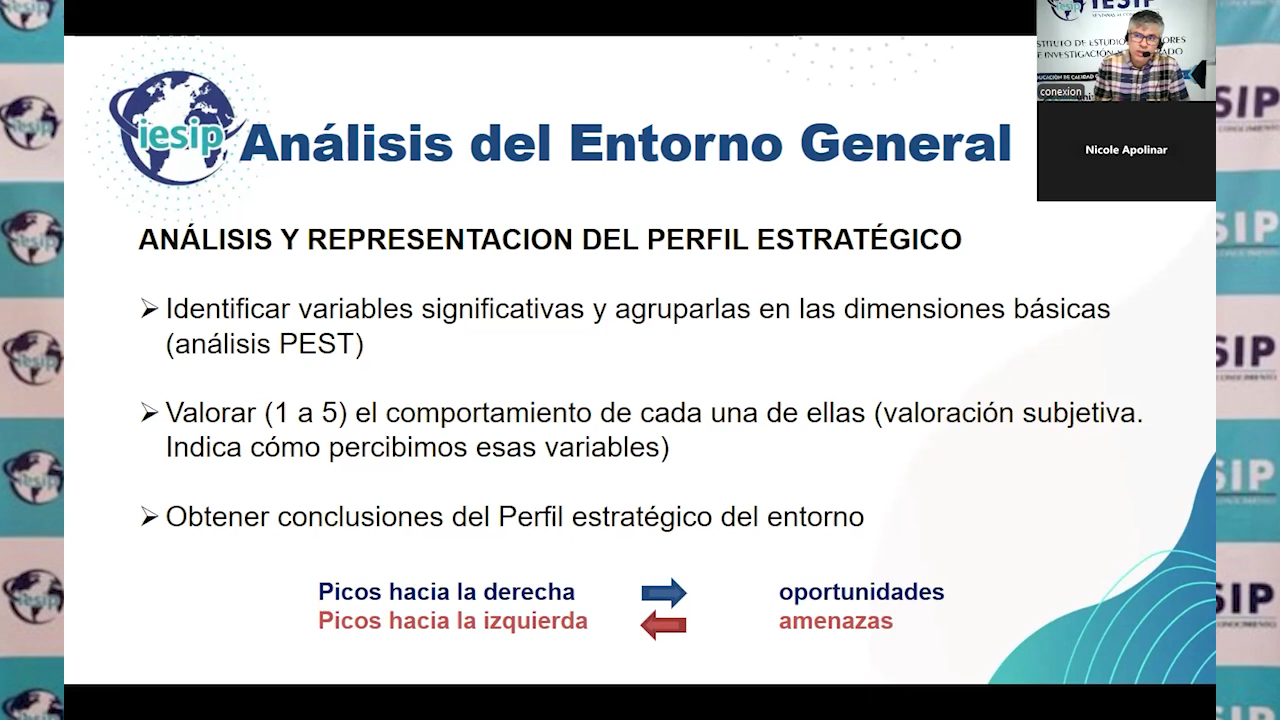 iesip
Análisis del Entorno General
ANÁLISIS Y REPRESENTACION DEL PERFIL ESTRATÉGICO
➢ Identificar variables significativas y agruparlas en las dimensiones básicas
(análisis PEST)
➢ Valorar (1 a 5) el comportamiento de cada una de ellas (valoración subjetiva.
Indica cómo percibimos esas variables)
➢ Obtener conclusiones del Perfil estratégico del entorno
Picos hacia la derecha oportunidades
Picos hacia la izquierda amenazas
conexion
Nicole Apolinar